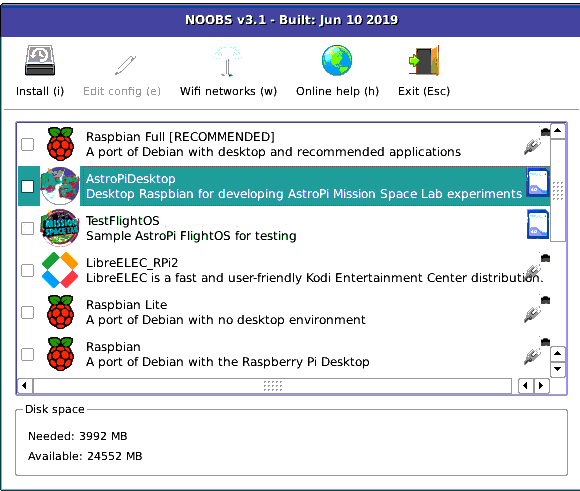 NOOBS v3.1 - Built: Jun 10 2019
Install (i)
Edit config (e)
Wifi networks (w)
Online help (h)
Exit (Esc)
Raspbian Full [RECOMMENDED]
A port of Debian with desktop and recommended applications
AstroPiDesktop
Desktop Raspbian for developing AstroPi Mission Space Lab experiments
TestFlightOS
Sample AstroPi FlightOS for testing
LibreELEC_RPi2
LibreELEC is a fast and user-friendly Kodi Entertainment Center distribution.
Raspbian Lite
A port of Debian with no desktop environment
Raspbian
A port of Debian with the Raspberry Pi Desktop
Disk space
Needed: 3992 MB
Available: 24552 MB